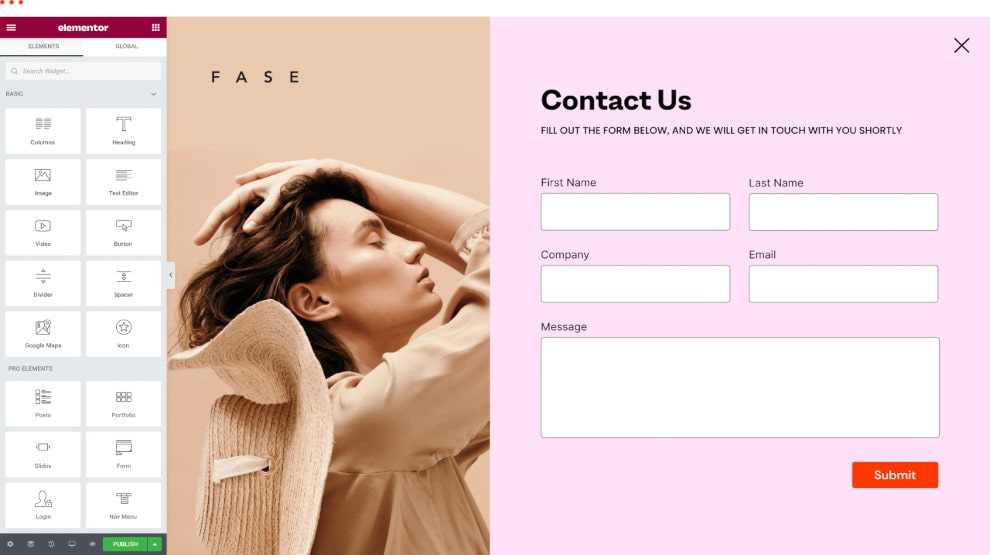 elementor
ELEMENTS GLOBAL
Search Widget...
BASIC
Columns Heading
Image Text Editor
Video Button
Divider Spacer
Google Maps Icon
PRO ELEMENTS
Posts Portfolio
Slides Form
Login Nav Menu
PUBLISH
FASE
Contact Us
FILL OUT THE FORM BELOW, AND WE WILL GET IN TOUCH WITH YOU SHORTLY
First Name Last Name
Company Email
Message
Submit